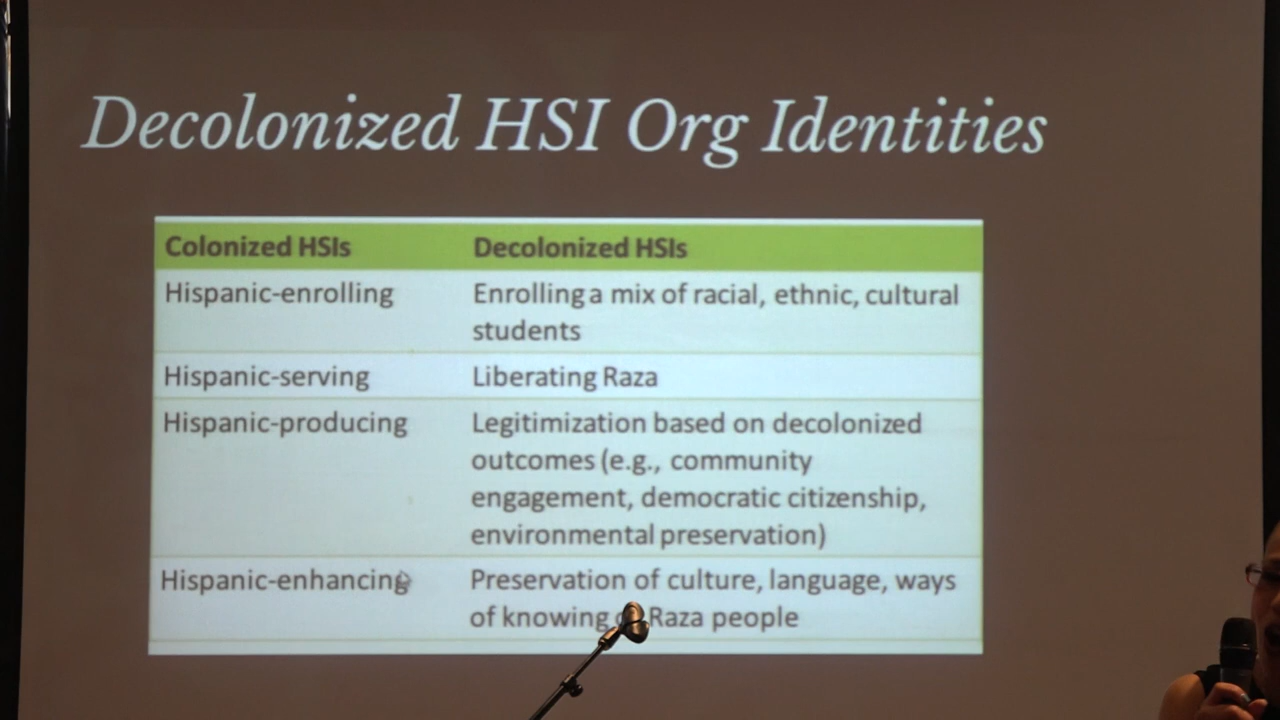 Decolonized HSI Org Identities
Colonized HSIs
Decolonized HSIs
Hispanic-enrolling
Enrolling a mix of racial, ethnic, cultural
students
Hispanic-serving
Liberating Raza
Hispanic-producing
Legitimization based on decolonized
outcomes (e.g., community
engagement, democratic citizenship,
environmental preservation)
Hispanic-enhancing
Preservation of culture, language, ways
of knowing Raza people